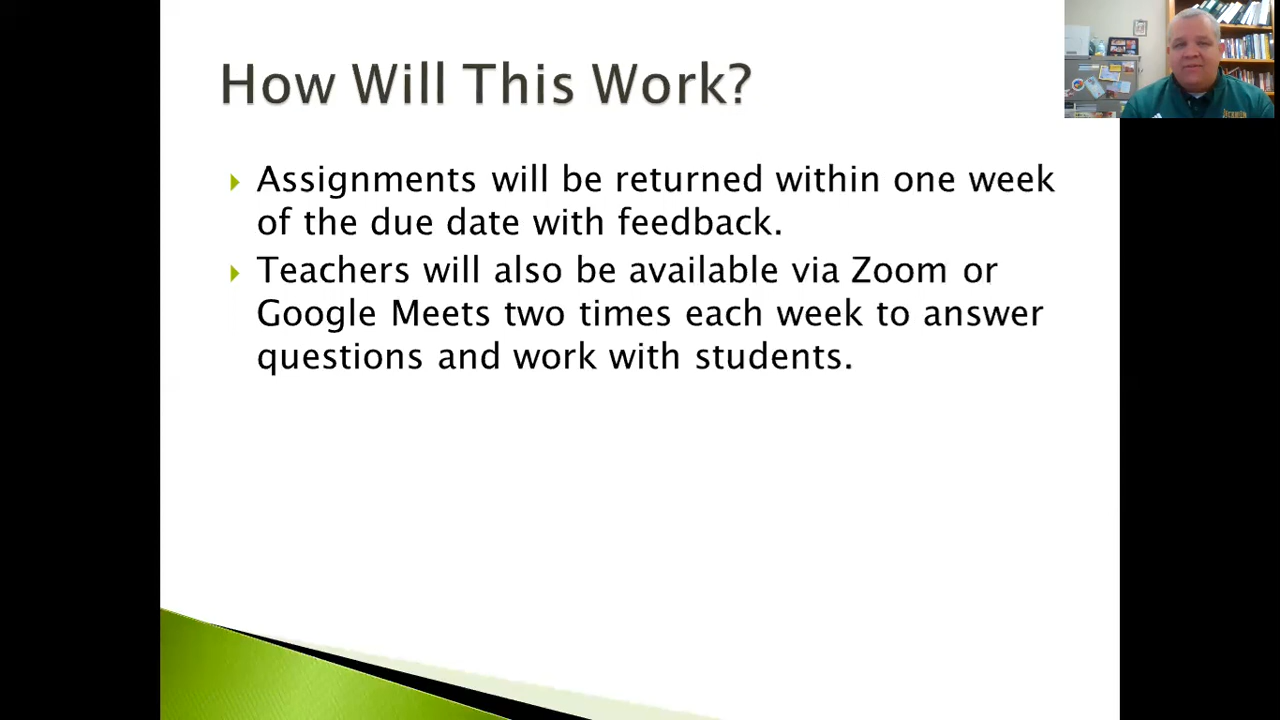 How Will This Work?
Assignments will be returned within one week
of the due date with feedback.
Teachers will also be available via Zoom or
Google Meets two times each week to answer
questions and work with students.